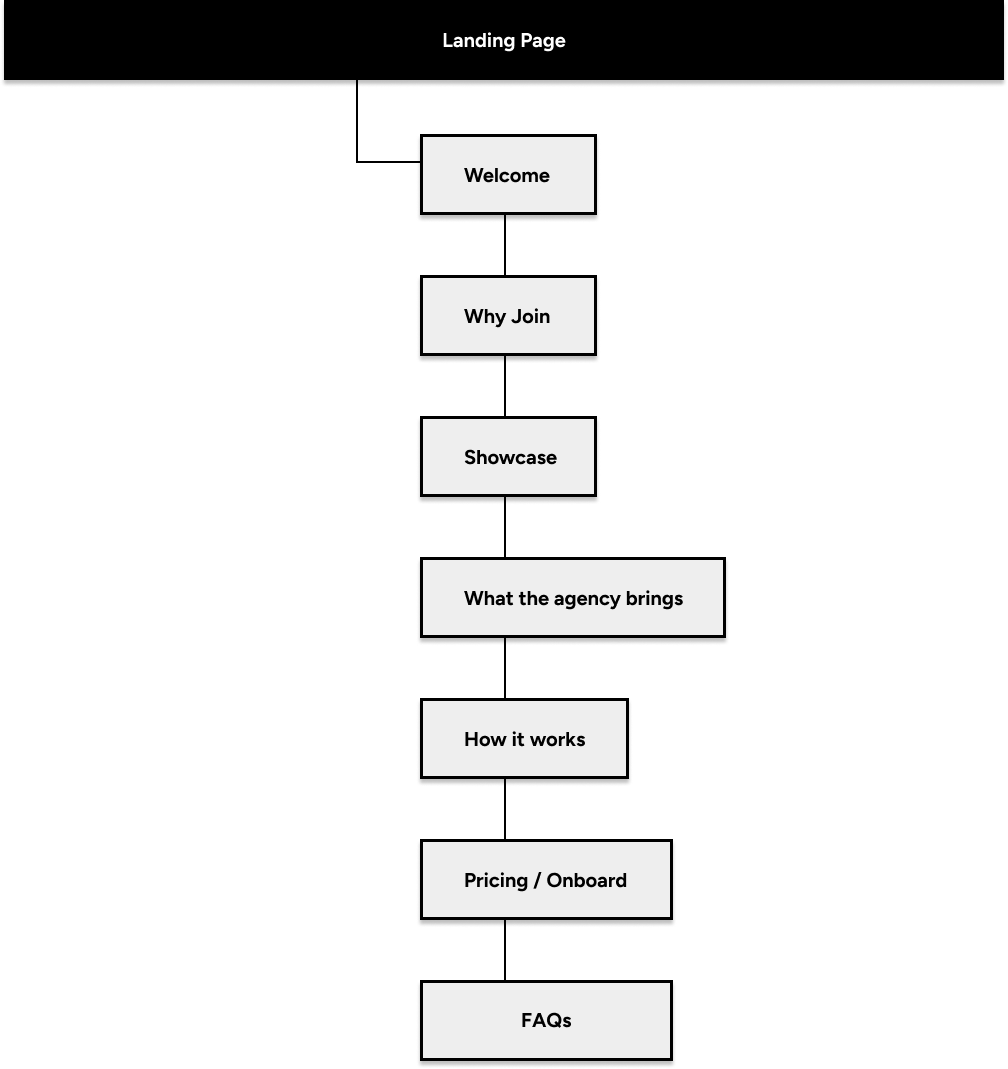 Landing Page
Welcome
Why Join
Showcase
What the agency brings
How it works
Pricing / Onboard
FAQs